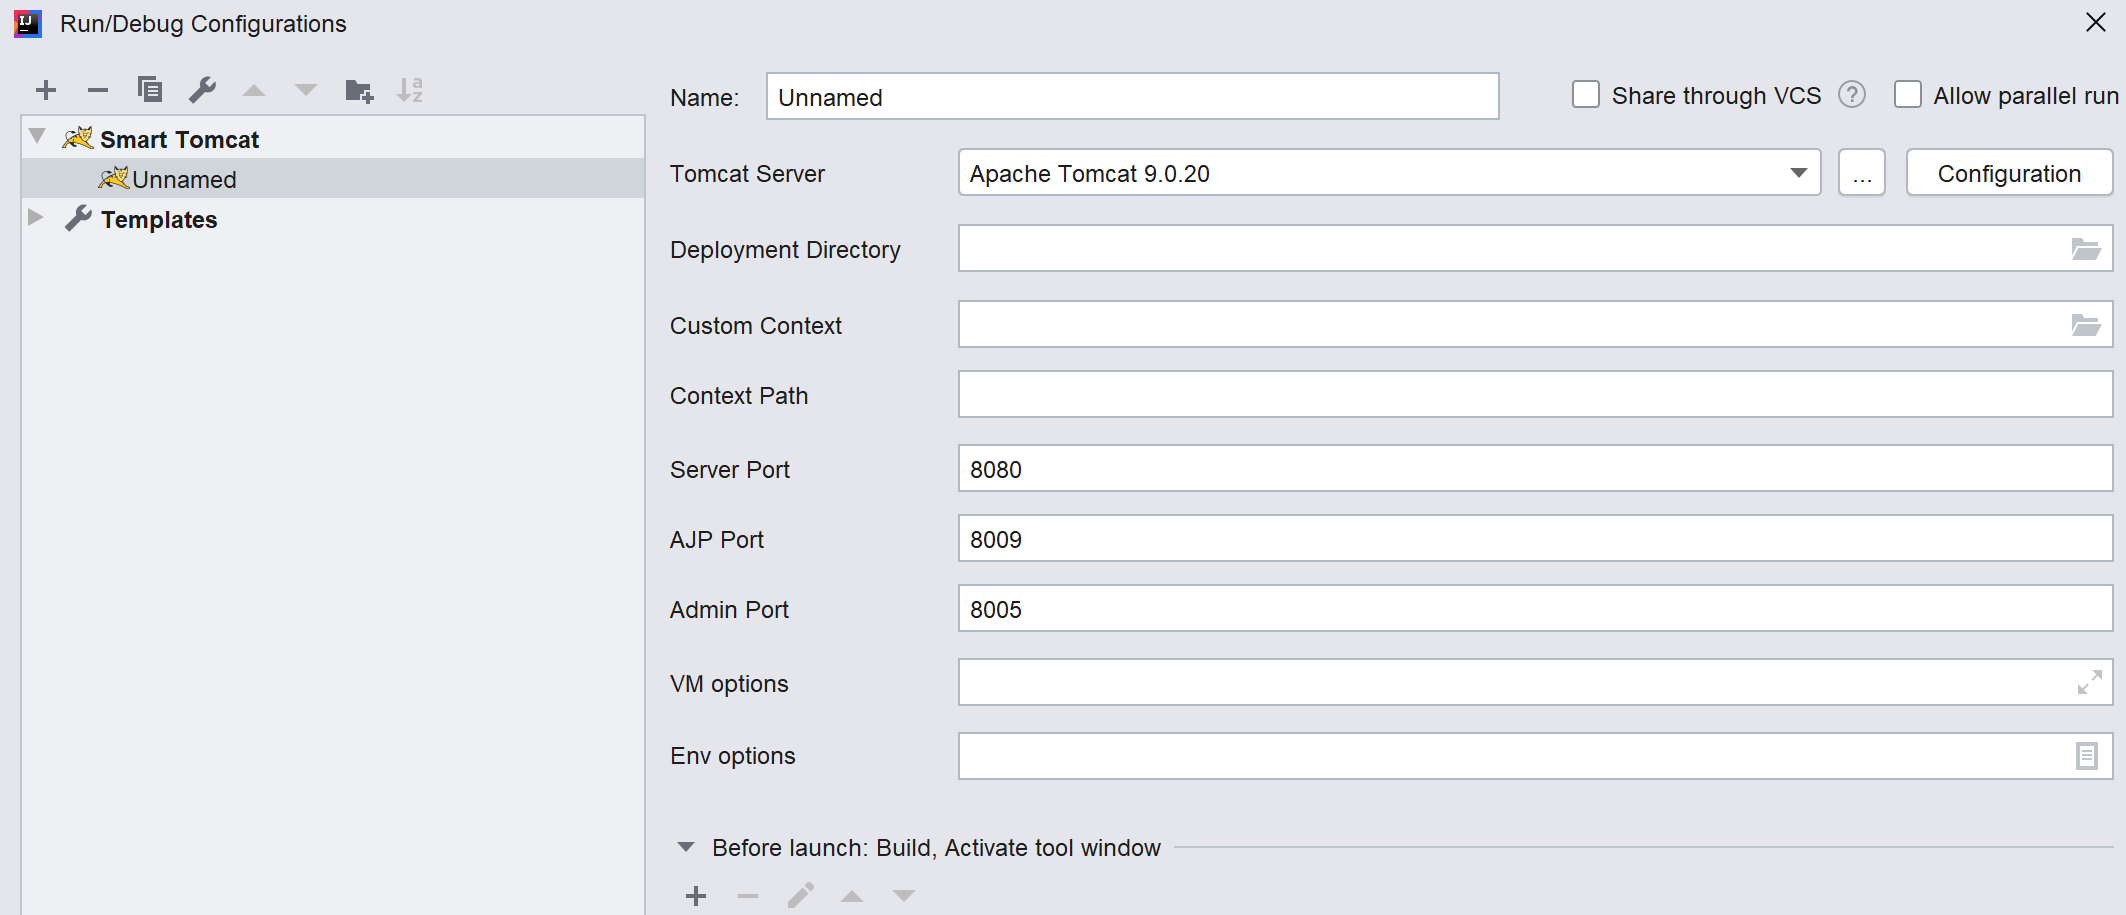 Run/Debug Configurations
Name: Unnamed Share through VCS ? Allow parallel run
Smart Tomcat
Unnamed
Templates
Tomcat Server Apache Tomcat 9.0.20 ... Configuration
Deployment Directory
Custom Context
Context Path
Server Port 8080
AJP Port 8009
Admin Port 8005
VM options
Env options
Before launch: Build, Activate tool window